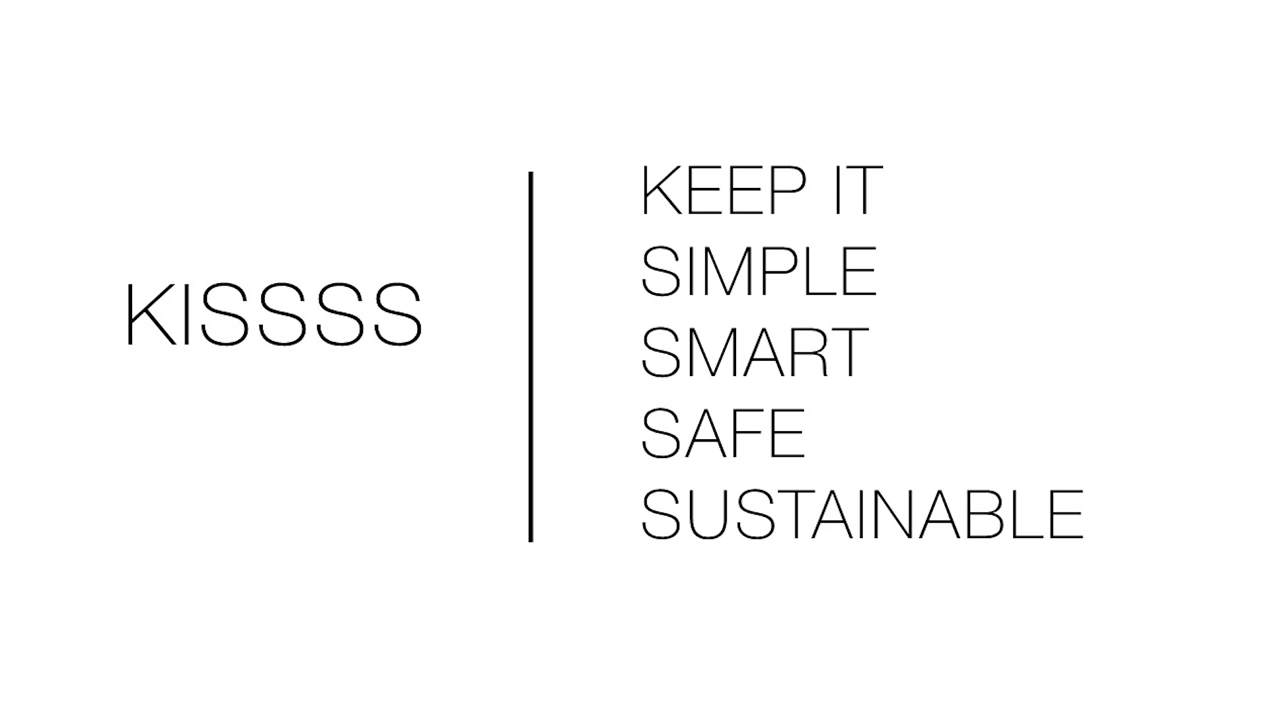 KISSSS
KEEP IT
SIMPLE
SMART
SAFE
SUSTAINABLE